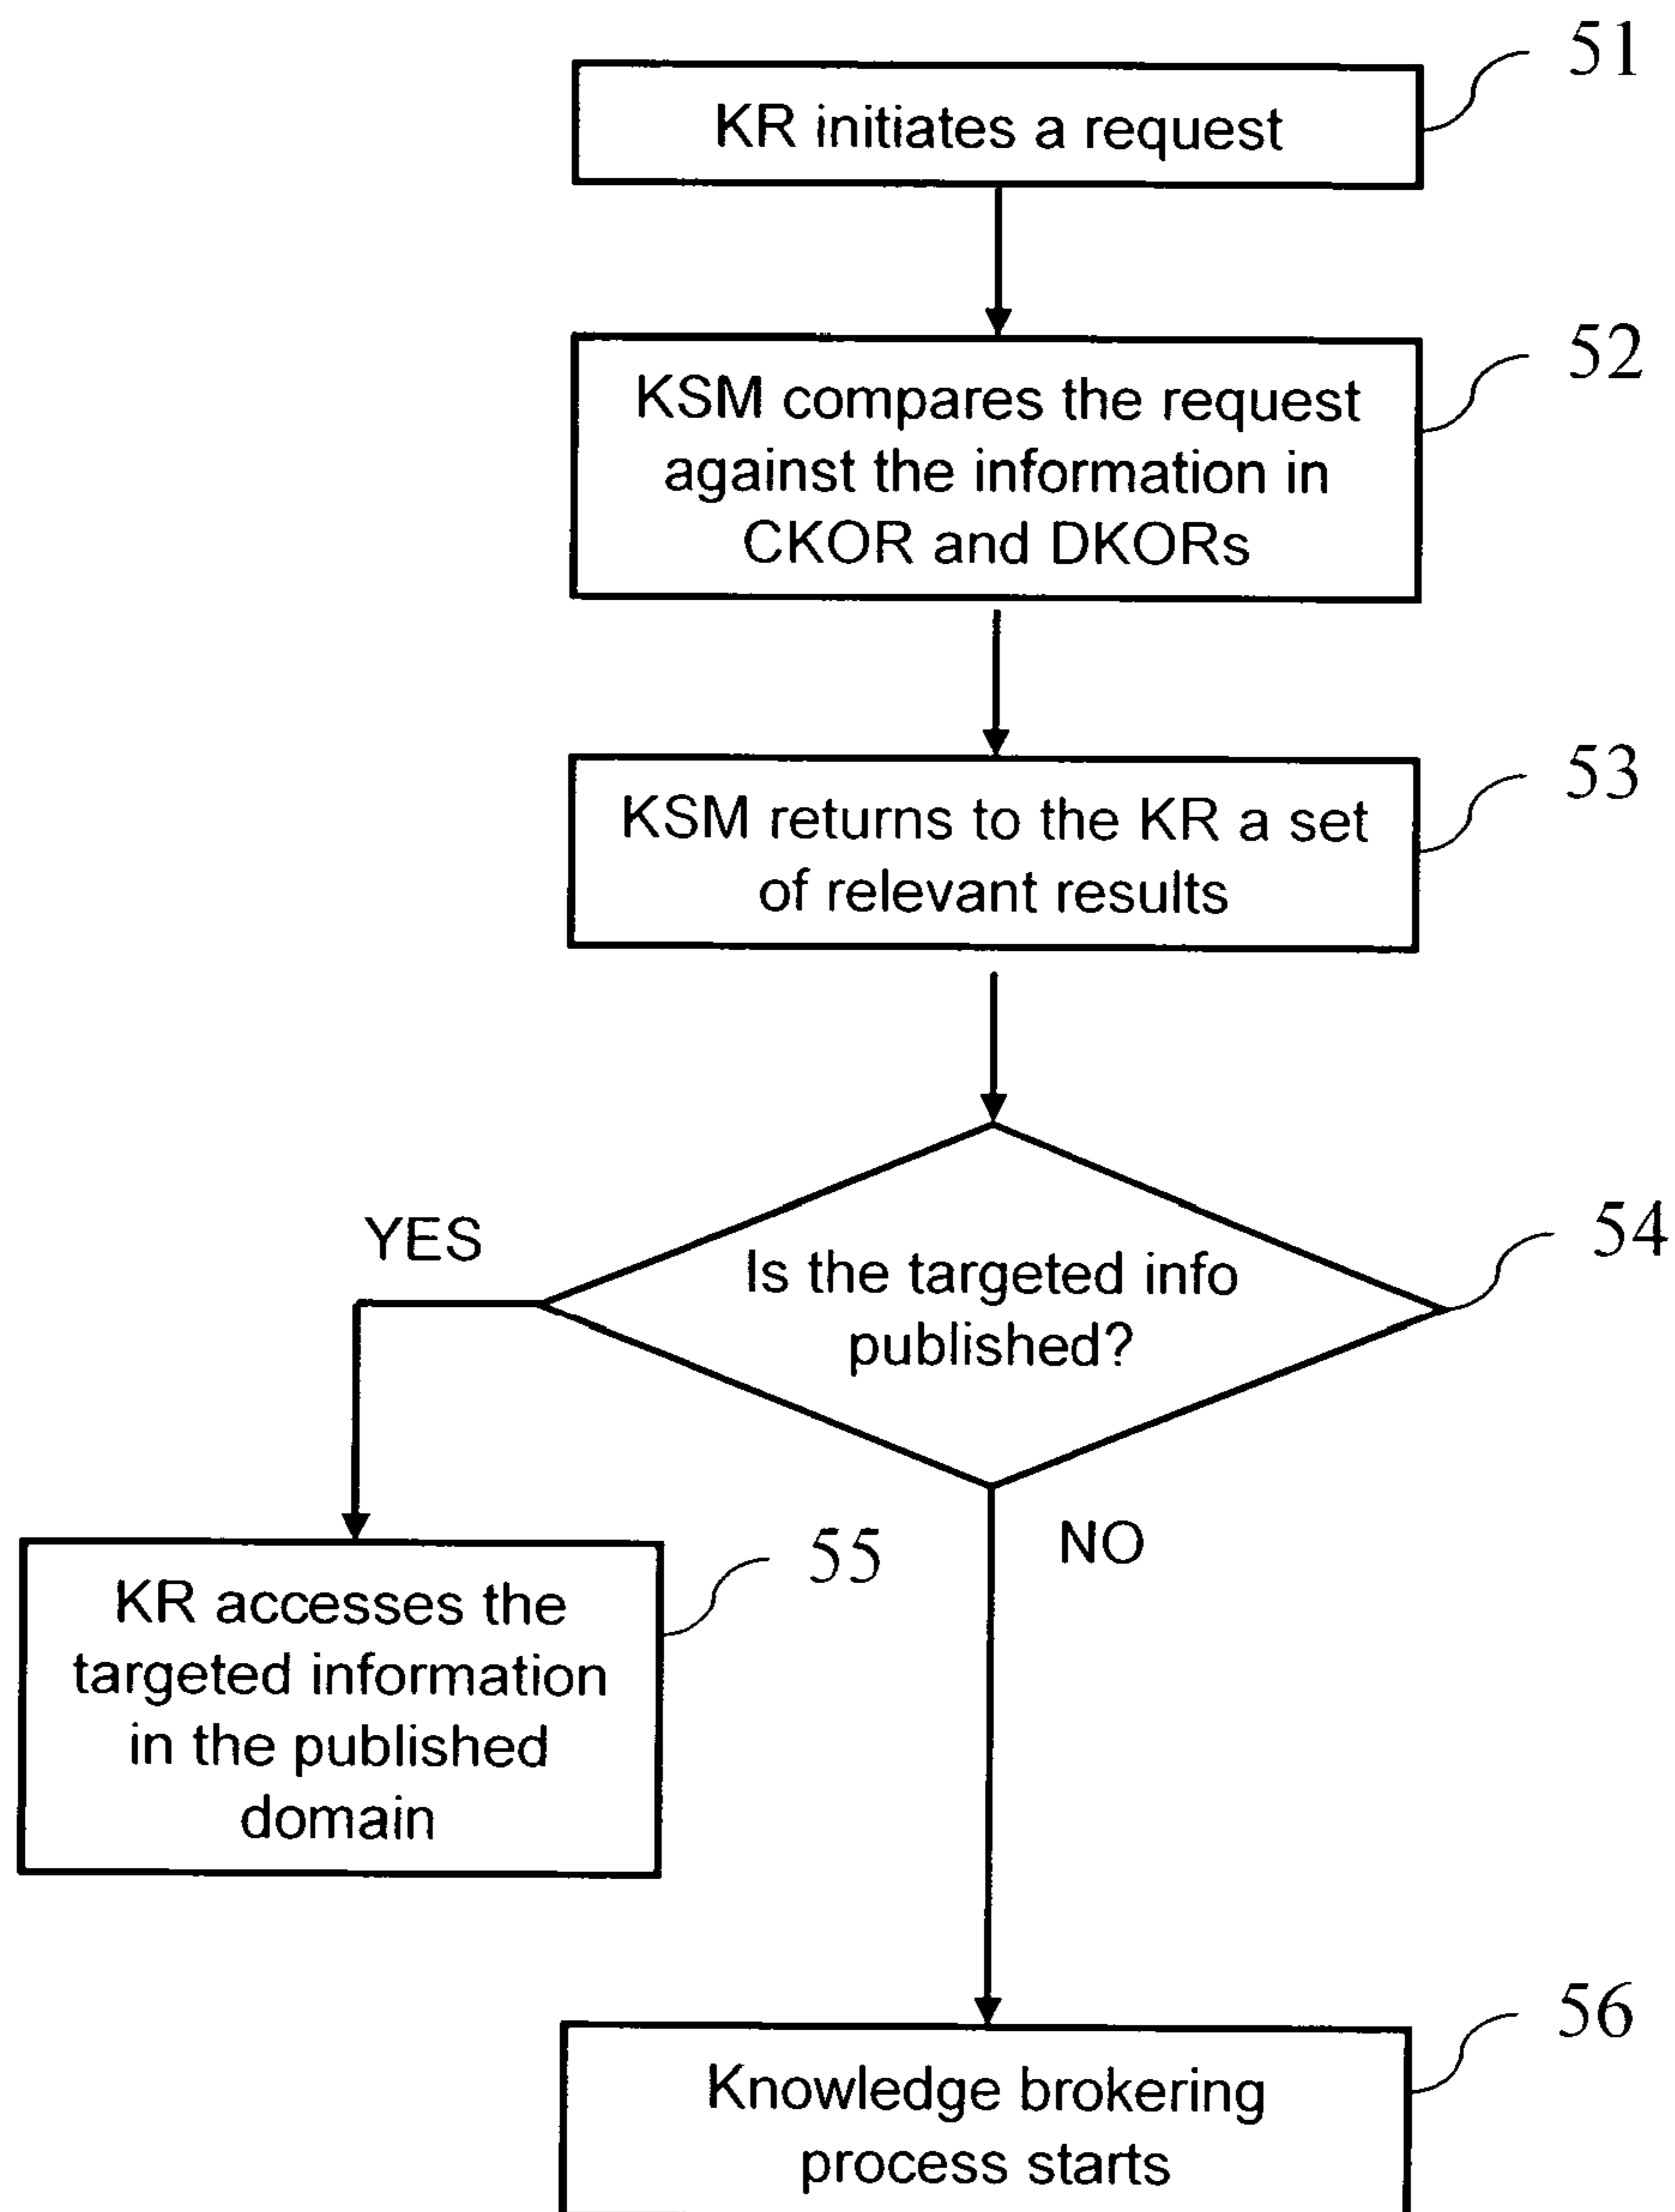 51
KR initiates a request
52
KSM compares the request
against the information in
CKOR and DKORs
53
KSM returns to the KR a set
of relevant results
54
YES
Is the targeted info
published?
NO
55
KR accesses the
targeted information
in the published
domain
56
Knowledge brokering
process starts